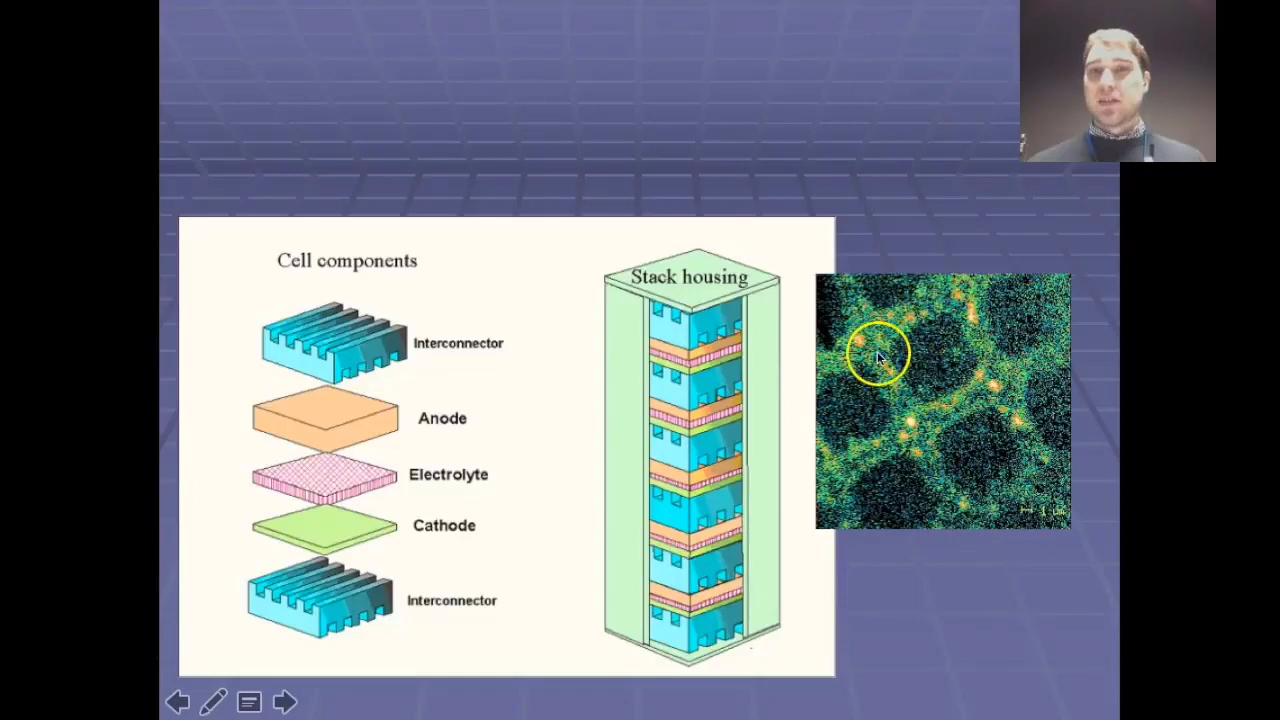 Cell components
Stack housing
Interconnector
Anode
Electrolyte
Cathode
Interconnector